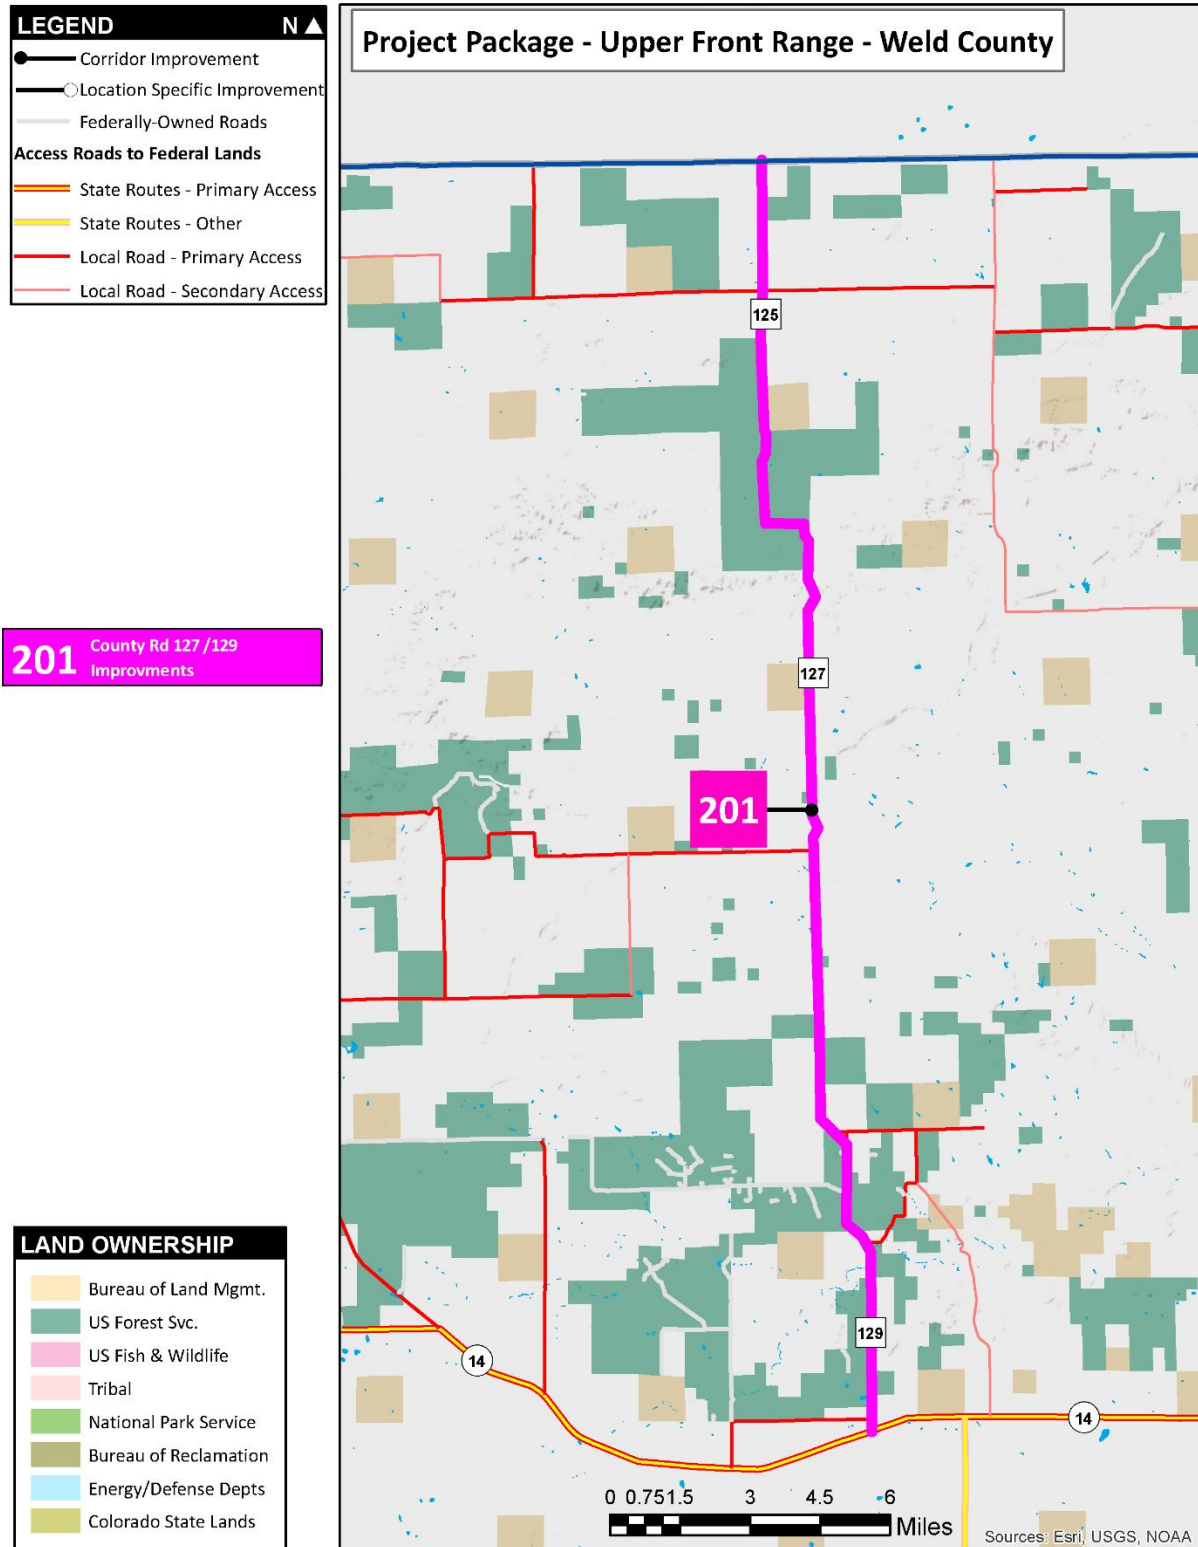 LEGEND N
Corridor Improvement
Location Specific Improvement
Federally-Owned Roads
Access Roads to Federal Lands
State Routes - Primary Access
State Routes - Other
Local Road - Primary Access
Local Road - Secondary Access
Project Package - Upper Front Range - Weld County
125
127
201 County Rd 127 /129
Improvments
201
129
14
14
LAND OWNERSHIP
Bureau of Land Mgmt.
US Forest Svc.
US Fish & Wildlife
Tribal
National Park Service
Bureau of Reclamation
Energy/Defense Depts
Colorado State Lands
0 0.75 1.5 3 4.5 6
Miles
Sources: Esri, USGS, NOAA